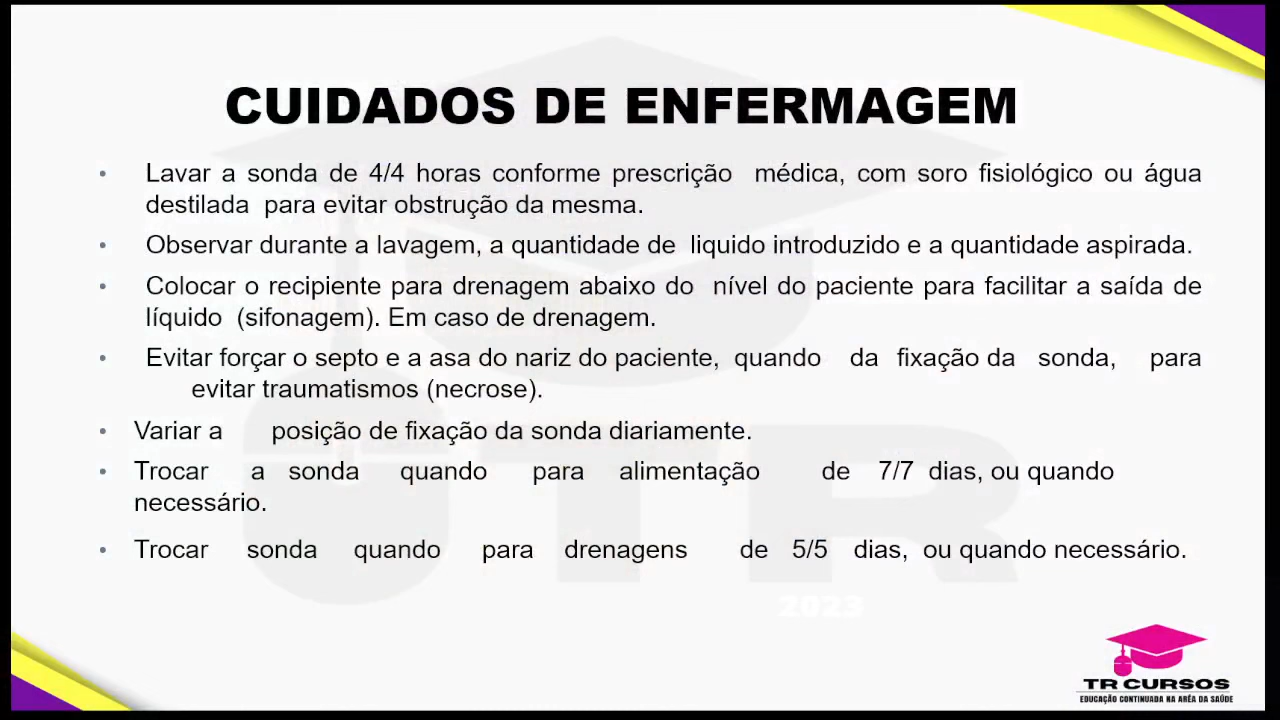 CUIDADOS DE ENFERMAGEM
• Lavar a sonda de 4/4 horas conforme prescrição médica, com soro fisiológico ou água
destilada para evitar obstrução da mesma.
• Observar durante a lavagem, a quantidade de liquido introduzido e a quantidade aspirada.
• Colocar o recipiente para drenagem abaixo do nível do paciente para facilitar a saída de
líquido (sifonagem). Em caso de drenagem.
• Evitar forçar o septo e a asa do nariz do paciente, quando da fixação da sonda, para
evitar traumatismos (necrose).
• Variar a posição de fixação da sonda diariamente.
• Trocar a sonda quando para alimentação de 7/7 dias, ou quando
necessário.
• Trocar sonda quando para drenagens de 5/5 dias, ou quando necessário.
TR
2023
TR CURSOS
EDUCAÇÃO CONTINUADA NA ARÉA DA SAÚDE